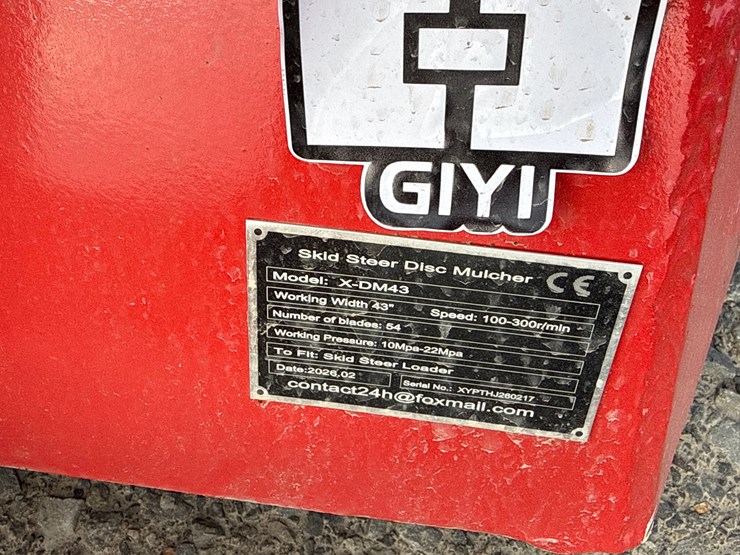 GIYI
Skid Steer Disc Mulcher CE
Model: X-DM43
Working Width 43" Speed: 100-300r/min
Number of blades: 54
Working Pressure: 10Mpa-22Mpa
To Fit: Skid Steer Loader
Date:2026.02 Serial No.: XYPTHJ260217
contact24h@foxmail.com